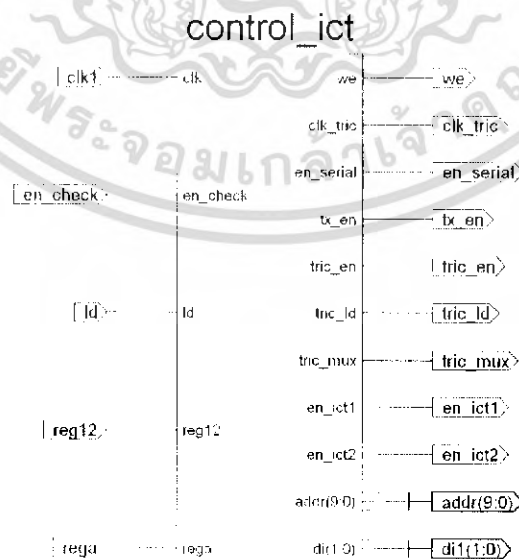 control_ict
clk1 clk we we
clk_tric clk_tric
en_serial en_serial
en_check en_check
tx_en tx_en
tric_en tric_en
ld ld tric_ld tric_ld
tric_mux tric_mux
en_ict1 en_ict1
reg12 reg12
en_ict2 en_ict2
addr(9:0) addr(9:0)
rega rega di(1:0) di1(1:0)